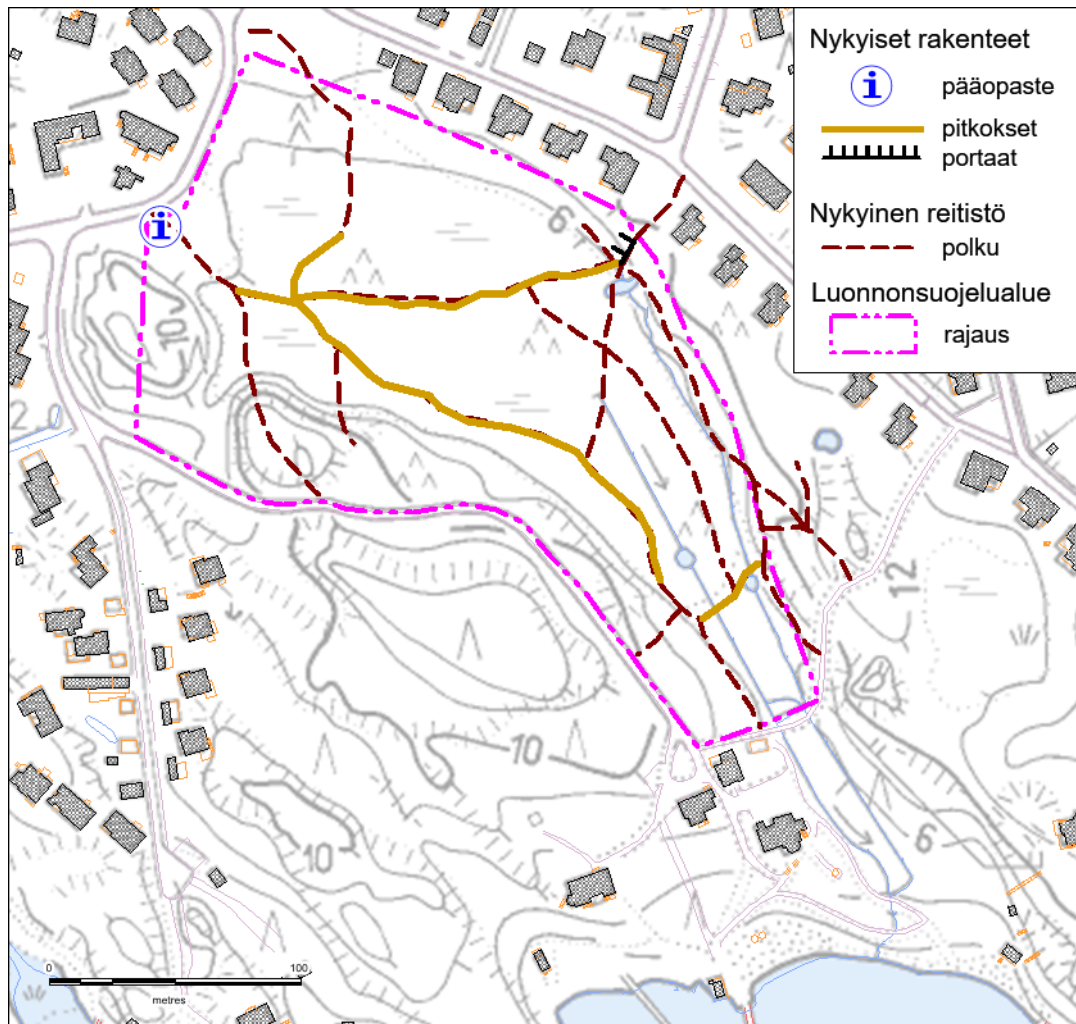 Nykyiset rakenteet
i pääopaste
pitkokset
portaat
Nykyinen reitistö
polku
Luonnonsuojelualue
rajaus
6
i
10
12
10
10
6
0 100
metres